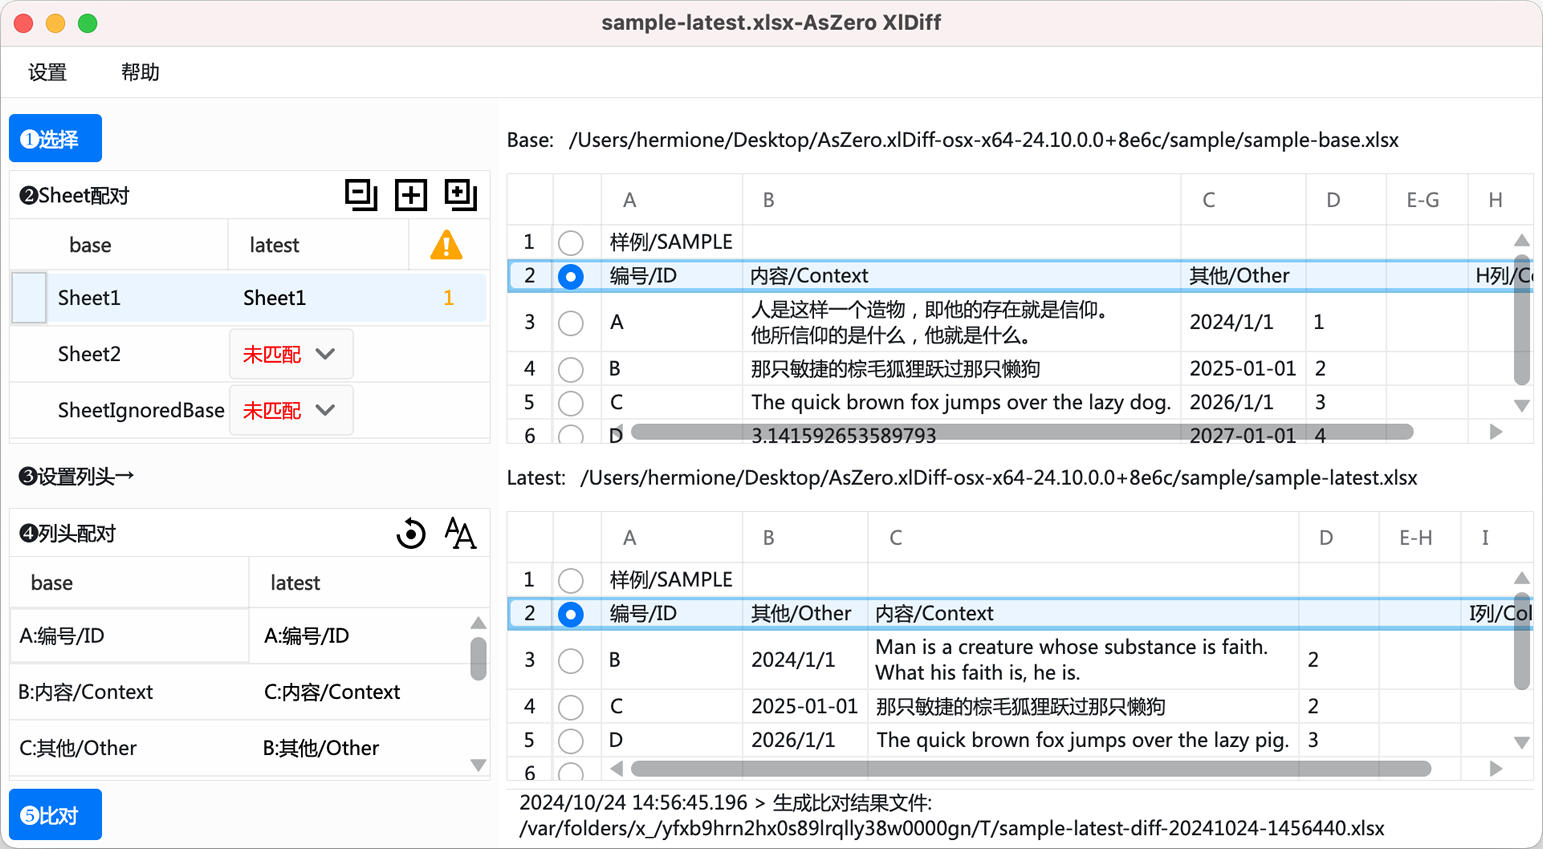 sample-latest.xlsx-AsZero XlDiff
设置 帮助
❶选择
❷Sheet配对
base latest
Sheet1 Sheet1 1
Sheet2 未匹配
SheetIgnoredBase 未匹配
❸设置列头→
❹列头配对
base latest
A:编号/ID A:编号/ID
B:内容/Context C:内容/Context
C:其他/Other B:其他/Other
❺比对
Base: /Users/hermione/Desktop/AsZero.xlDiff-osx-x64-24.10.0.0+8e6c/sample/sample-base.xlsx
A B C D E-G H
1 样例/SAMPLE
2 编号/ID 内容/Context 其他/Other H列/Co
3 A 人是这样一个造物，即他的存在就是信仰。 2024/1/1 1
他所信仰的是什么，他就是什么。
4 B 那只敏捷的棕毛狐狸跃过那只懒狗 2025-01-01 2
5 C The quick brown fox jumps over the lazy dog. 2026/1/1 3
6 D 3.141592653589793 2027-01-01 4
Latest: /Users/hermione/Desktop/AsZero.xlDiff-osx-x64-24.10.0.0+8e6c/sample/sample-latest.xlsx
A B C D E-H I
1 样例/SAMPLE
2 编号/ID 其他/Other 内容/Context I列/Col
3 B 2024/1/1 Man is a creature whose substance is faith. 2
What his faith is, he is.
4 C 2025-01-01 那只敏捷的棕毛狐狸跃过那只懒狗 2
5 D 2026/1/1 The quick brown fox jumps over the lazy pig. 3
6
2024/10/24 14:56:45.196 > 生成比对结果文件:
/var/folders/x_/yfxb9hrn2hx0s89lrqlly38w0000gn/T/sample-latest-diff-20241024-1456440.xlsx